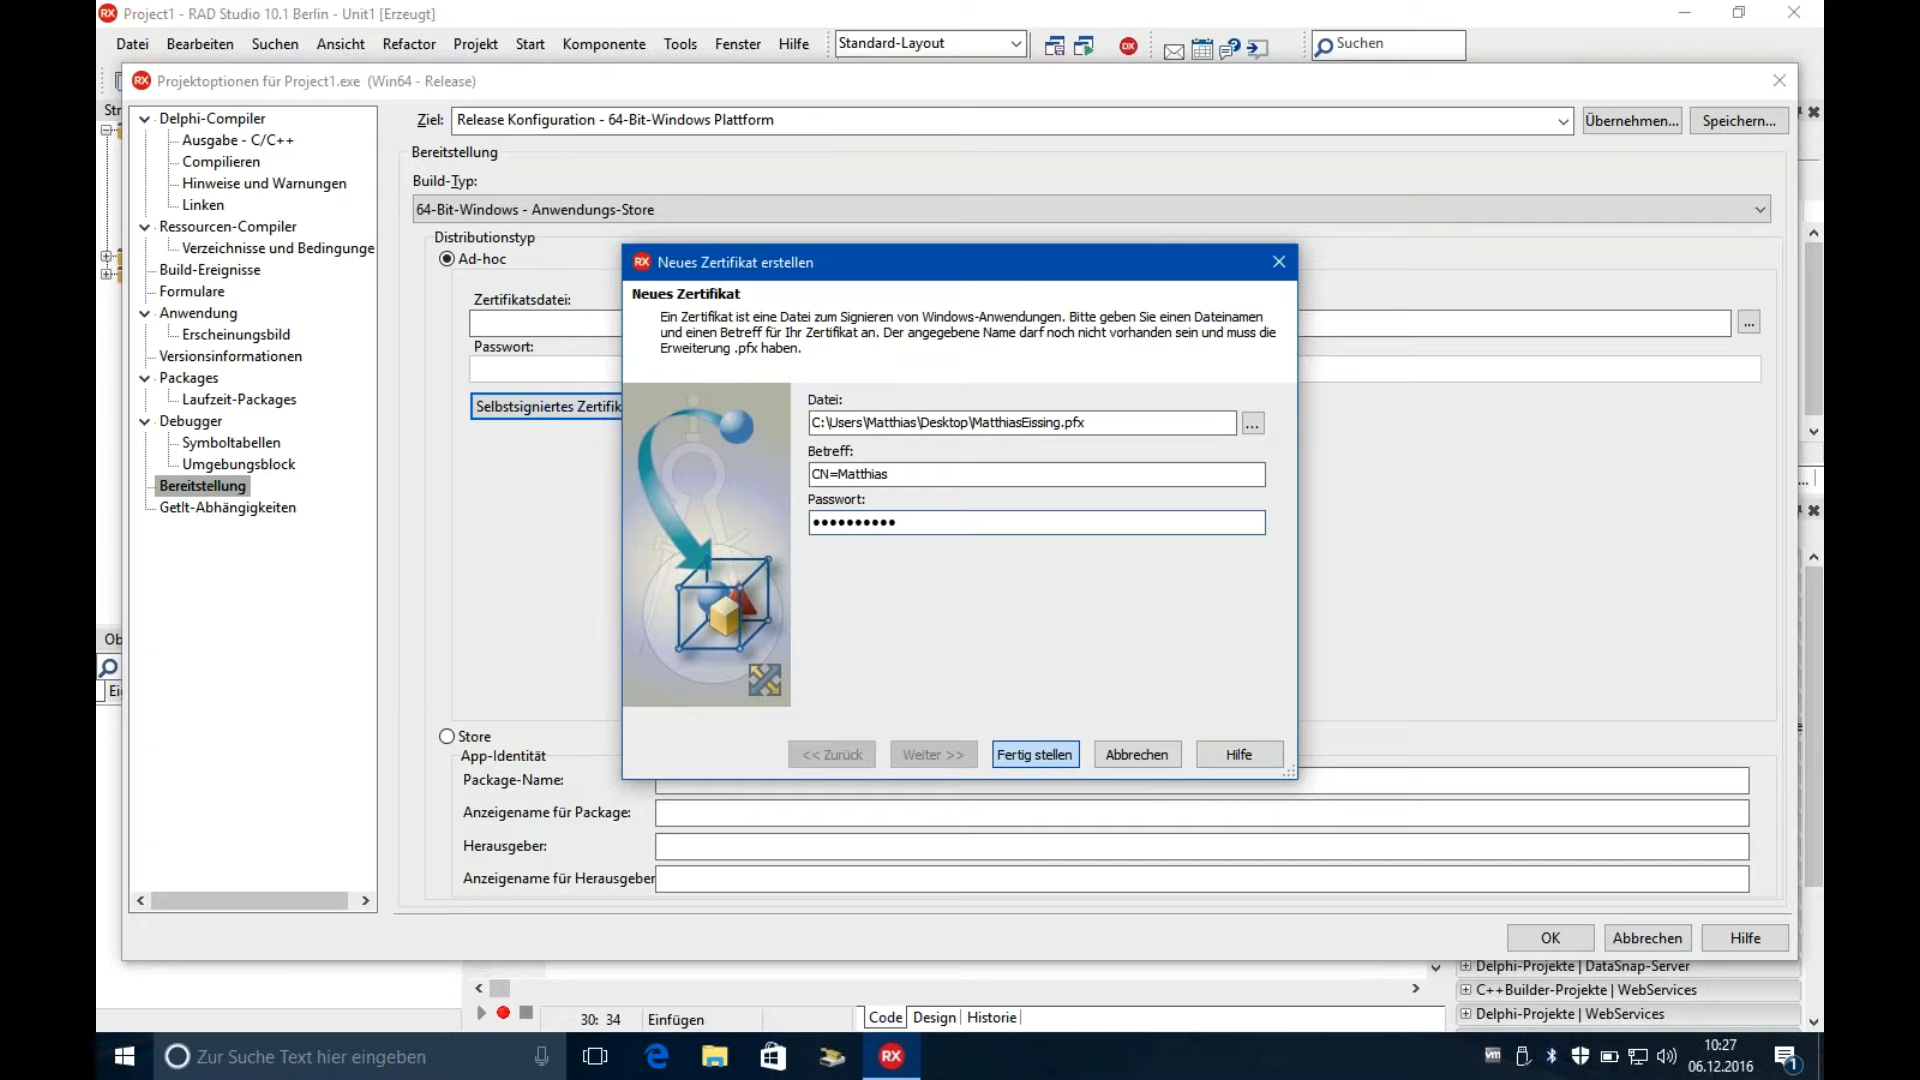 Project1 - RAD Studio 10.1 Berlin - Unit1 [Erzeugt]
Datei Bearbeiten Suchen Ansicht Refactor Projekt Start Komponente Tools Fenster Hilfe Standard-Layout Suchen
Projektoptionen für Project1.exe (Win64 - Release)
Str
Delphi-Compiler
Ausgabe - C/C++
Compilieren
Hinweise und Warnungen
Linken
Ressourcen-Compiler
Verzeichnisse und Bedingunge
Build-Ereignisse
Formulare
Anwendung
Erscheinungsbild
Versionsinformationen
Packages
Laufzeit-Packages
Debugger
Symboltabellen
Umgebungsblock
Bereitstellung
GetIt-Abhängigkeiten
Ziel: Release Konfiguration - 64-Bit-Windows Plattform Übernehmen... Speichern...
Bereitstellung
Build-Typ:
64-Bit-Windows - Anwendungs-Store
Distributionstyp
Ad-hoc
Zertifikatsdatei:
...
Passwort:
Selbstsigniertes Zertifik
Neues Zertifikat erstellen
Neues Zertifikat
Ein Zertifikat ist eine Datei zum Signieren von Windows-Anwendungen. Bitte geben Sie einen Dateinamen
und einen Betreff für Ihr Zertifikat an. Der angegebene Name darf noch nicht vorhanden sein und muss die
Erweiterung .pfx haben.
Datei:
C:\Users\Matthias\Desktop\MatthiasEissing.pfx ...
Betreff:
CN=Matthias
Passwort:
••••••••••
<< Zurück Weiter >> Fertig stellen Abbrechen Hilfe
Store
App-Identität
Package-Name:
Anzeigename für Package:
Herausgeber:
Anzeigename für Herausgeber
OK Abbrechen Hilfe
Ob
Ei
Delphi-Projekte | DataSnap-Server
C++Builder-Projekte | WebServices
Delphi-Projekte | WebServices
30: 34 Einfügen Code Design Historie
Zur Suche Text hier eingeben
RX
vm
10:27
06.12.2016
1